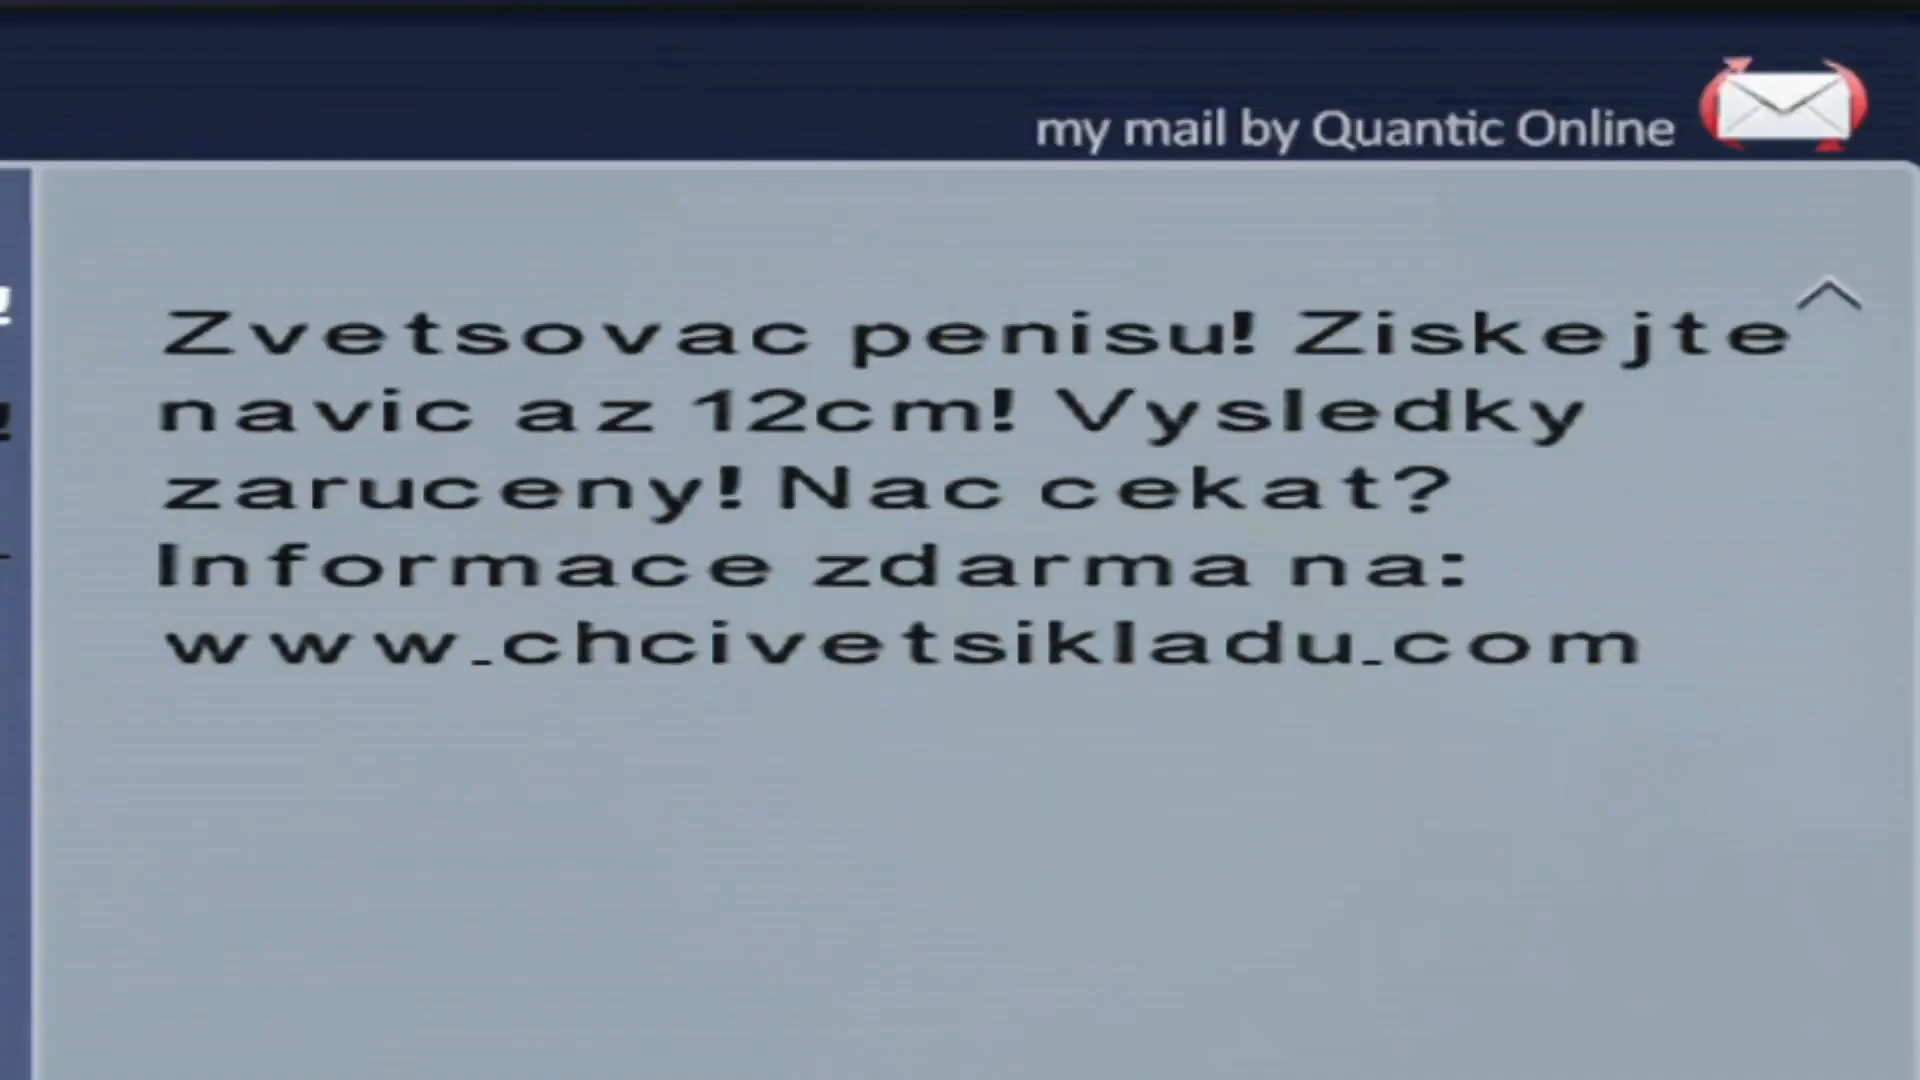 my mail by Quantic Online
Zvetsovac penisu! Ziskejte
navic az 12cm! Vysledky
zaruceny! Nac cekat?
Informace zdarma na:
www.chcivetsikladu.com